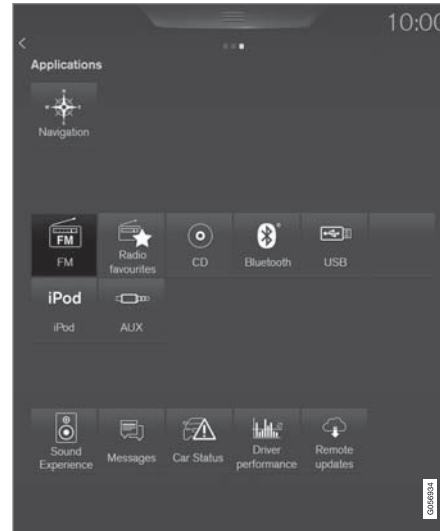 10:00
Applications
Navigation
FM
FM
Radio
favourites
CD
Bluetooth
USB
iPod
iPod
AUX
Sound
Experience
Messages
Car Status
Driver
performance
Remote
updates
G056934